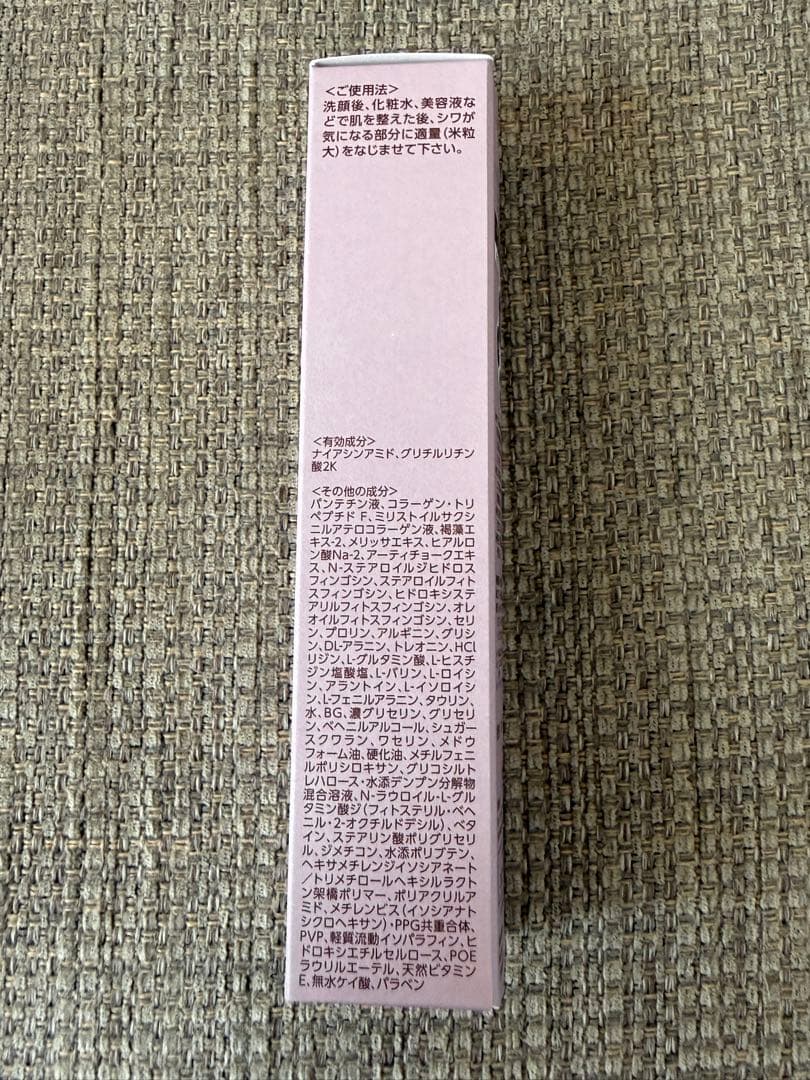 <ご使用法>
洗顔後、化粧水、美容液な
どで肌を整えた後、シワが
気になる部分に適量(米粒
大)をなじませて下さい。
<有効成分>
ナイアシンアミド、グリチルリチン
酸2K
<その他の成分>
パンテチン液、コラーゲン・トリ
ペプチド F、ミリストイルサクシ
ニルアテロコラーゲン液、褐藻エ
キス-2、メリッサエキス、ヒアルロ
ン酸Na-2、アーティチョークエキ
ス、N-ステアロイルジヒドロス
フィンゴシン、ステアロイルフィト
スフィンゴシン、ヒドロキシステ
アリルフィトスフィンゴシン、オレ
オイルフィトスフィンゴシン、セリ
ン、プロリン、アルギニン、グリシ
ン、DL-アラニン、トレオニン、HCl
リジン、L-グルタミン酸、L-ヒスチ
ジン塩酸塩、L-バリン、L-ロイシ
ン、アラントイン、L-イソロイシ
ン、L-フェニルアラニン、タウリン、
水、BG、濃グリセリン、グリセリ
ン、ベヘニルアルコール、シュガー
スクワラン、ワセリン、メドウ
フォーム油、硬化油、メチルフェニ
ルポリシロキサン、グリコシルト
レハロース・水添デンプン分解物
混合溶液、N-ラウロイル-L-グル
タミン酸ジ(フィトステリル・ベヘ
ニル・2-オクチルドデシル)、ベタ
イン、ステアリン酸ポリグリセリ
ル、ジメチコン、水添ポリブテン、
ヘキサメチレンジイソシアネート
/トリメチロールヘキシルラクト
ン架橋ポリマー、ポリアクリルア
ミド、メチレンビス(イソシアナト
シクロヘキサン)・PPG共重合体、
PVP、軽質流動イソパラフィン、ヒ
ドロキシエチルセルロース、POE
ラウリルエーテル、天然ビタミン
E、無水ケイ酸、パラベン